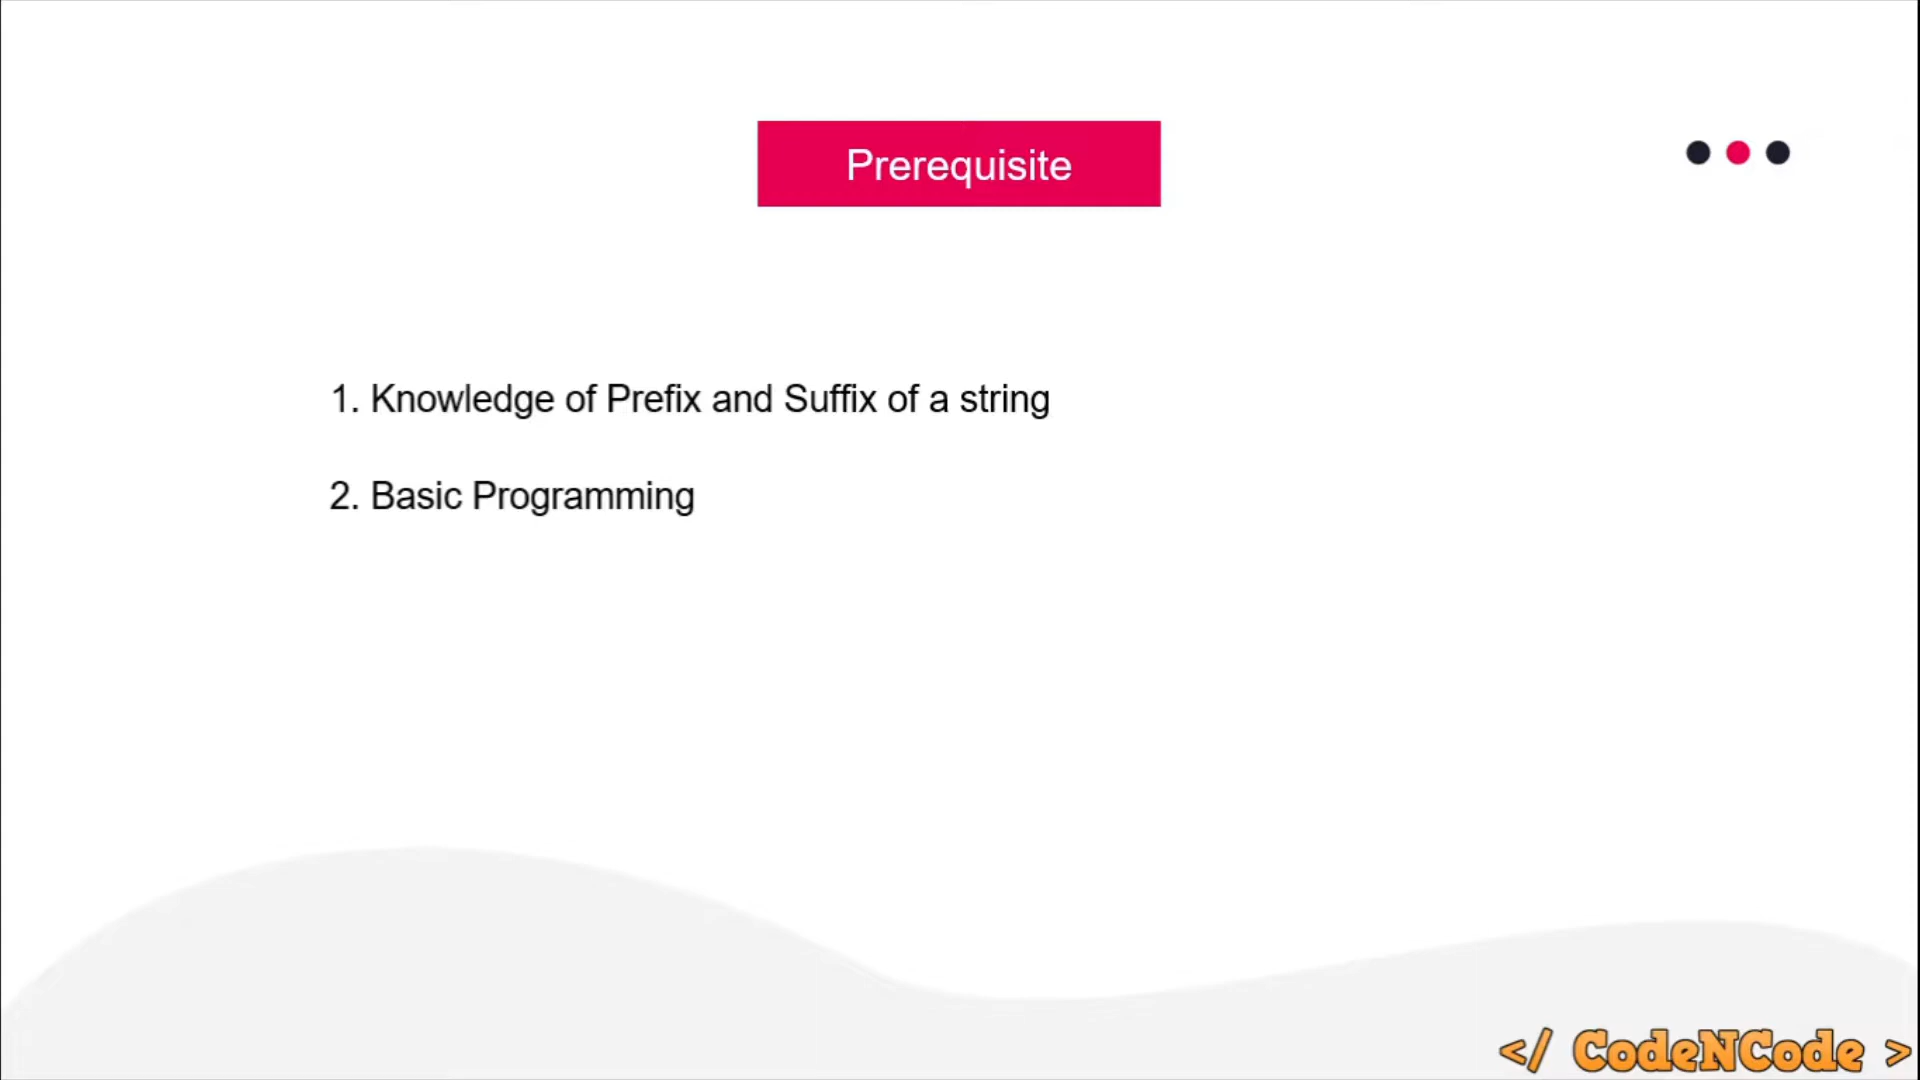 Prerequisite
1. Knowledge of Prefix and Suffix of a string
2. Basic Programming
</ CodeNCode >